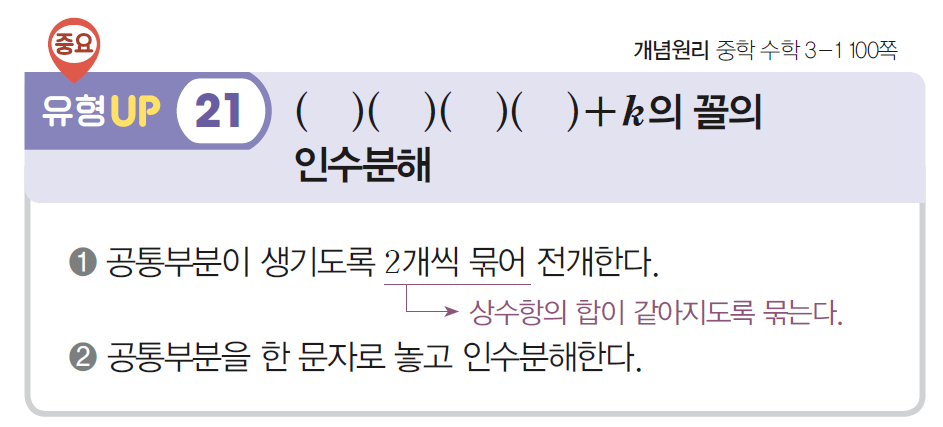 중요
개념원리 중학 수학 3-1 100쪽
유형UP 21 ( )( )( )( )+k의 꼴의
인수분해
❶ 공통부분이 생기도록 2개씩 묶어 전개한다.
상수항의 합이 같아지도록 묶는다.
❷ 공통부분을 한 문자로 놓고 인수분해한다.